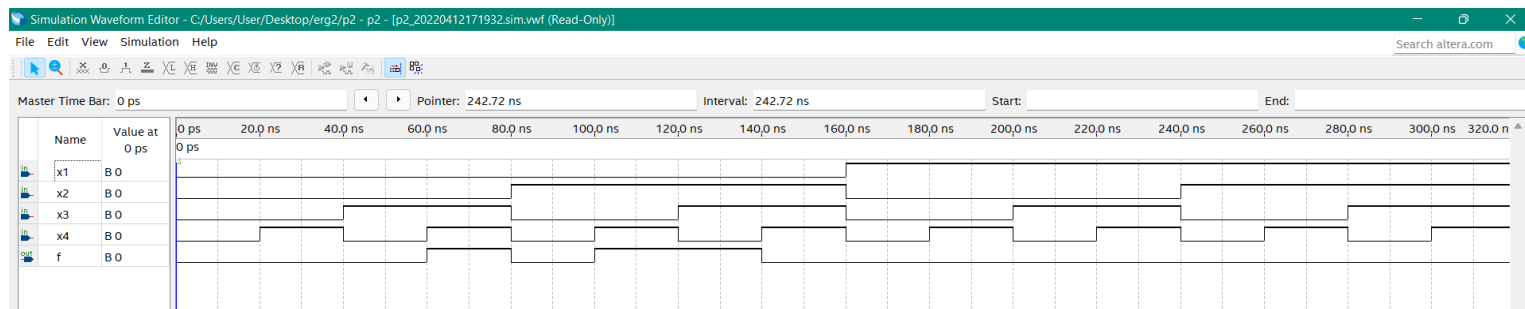 Simulation Waveform Editor - C:/Users/User/Desktop/erg2/p2 - p2 - [p2_20220412171932.sim.vwf (Read-Only)]
File Edit View Simulation Help
Search altera.com
Master Time Bar: 0 ps Pointer: 242.72 ns Interval: 242.72 ns Start: End:
Name Value at 0 ps
0 ps 20.0 ns 40.0 ns 60.0 ns 80.0 ns 100.0 ns 120.0 ns 140.0 ns 160.0 ns 180.0 ns 200.0 ns 220.0 ns 240.0 ns 260.0 ns 280.0 ns 300.0 ns 320.0 n
0 ps
in x1 B 0
in x2 B 0
in x3 B 0
in x4 B 0
out f B 0